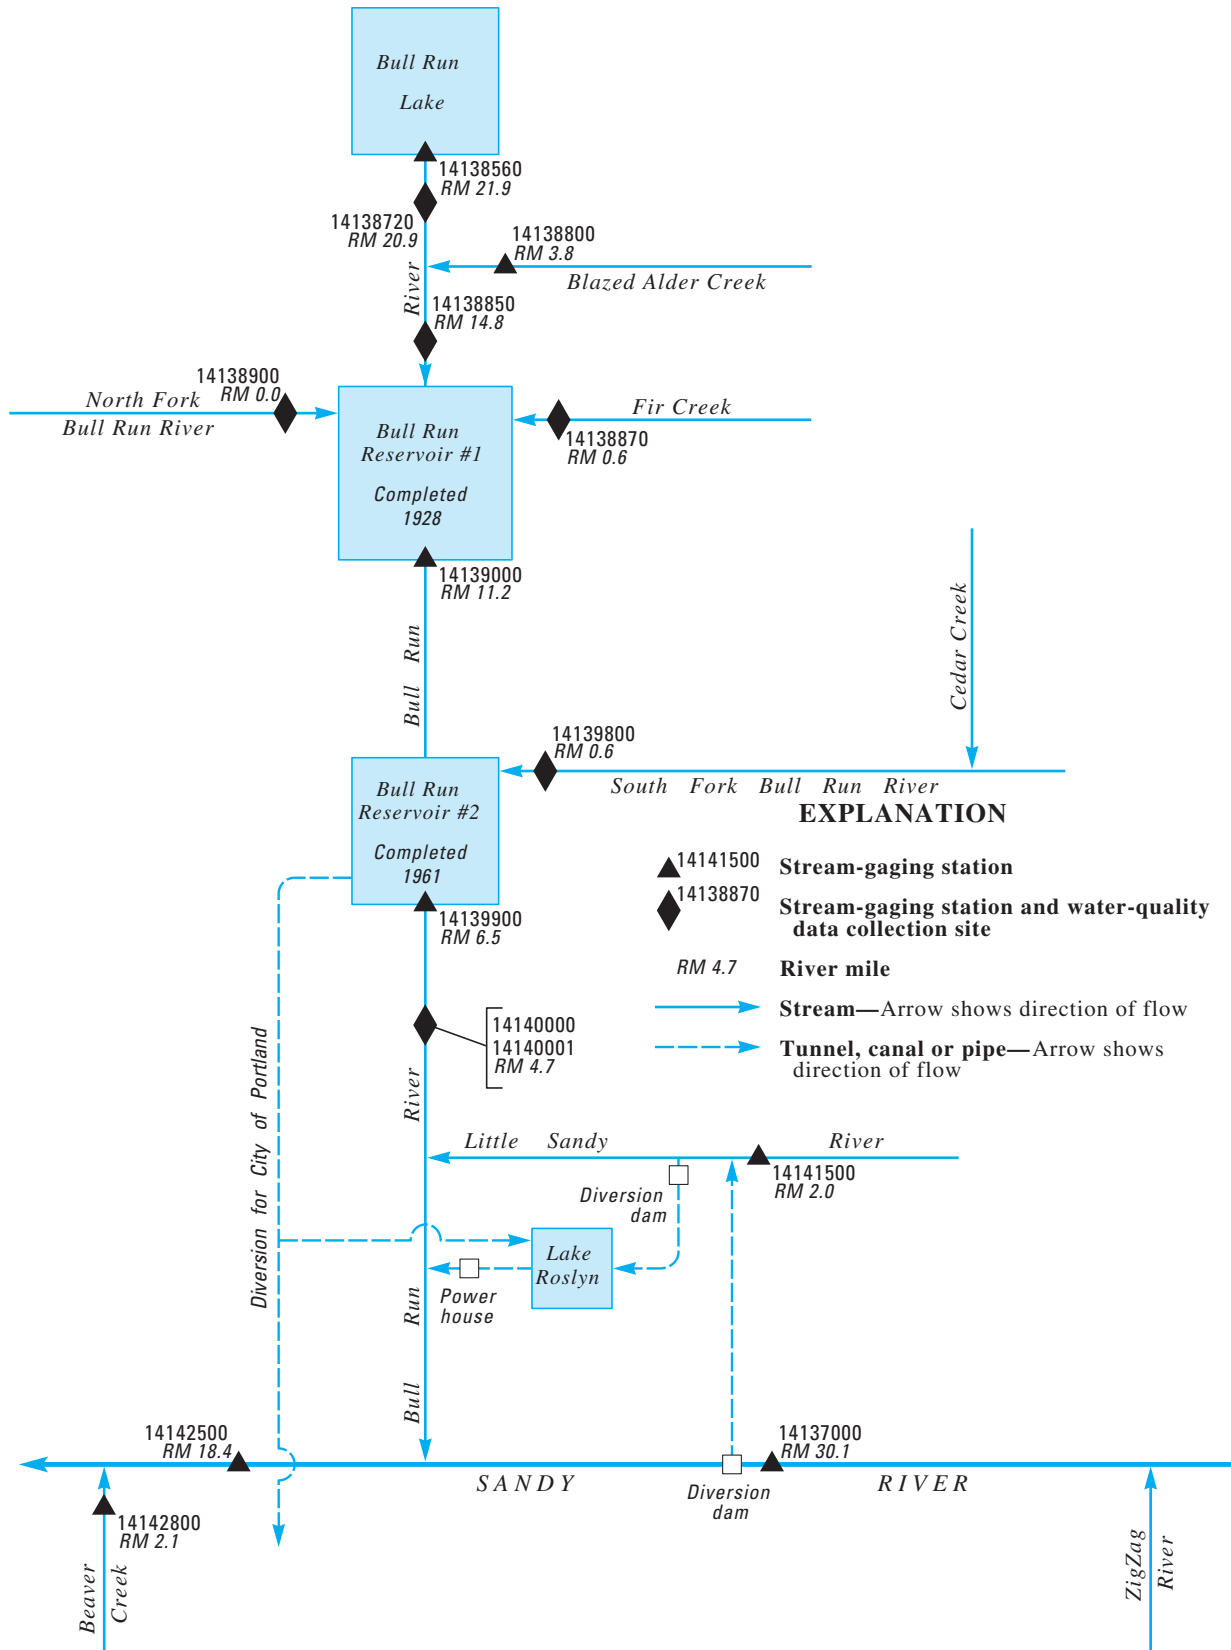 Bull Run
Lake
14138560
RM 21.9
14138720
RM 20.9
14138800
RM 3.8
Blazed Alder Creek
River
14138850
RM 14.8
14138900
RM 0.0
North Fork
Bull Run River
Fir Creek
14138870
RM 0.6
Bull Run
Reservoir #1
Completed
1928
14139000
RM 11.2
Bull Run
Cedar Creek
14139800
RM 0.6
South Fork Bull Run River
Bull Run
Reservoir #2
Completed
1961
14139900
RM 6.5
EXPLANATION
14141500 Stream-gaging station
14138870 Stream-gaging station and water-quality
data collection site
RM 4.7 River mile
Stream—Arrow shows direction of flow
Tunnel, canal or pipe—Arrow shows
direction of flow
14140000
14140001
RM 4.7
Diversion for City of Portland
River
Little Sandy River
14141500
RM 2.0
Diversion
dam
Lake
Roslyn
Power
house
Run
Bull
14142500
RM 18.4
14137000
RM 30.1
SANDY RIVER
Diversion
dam
14142800
RM 2.1
Beaver
Creek
ZigZag
River